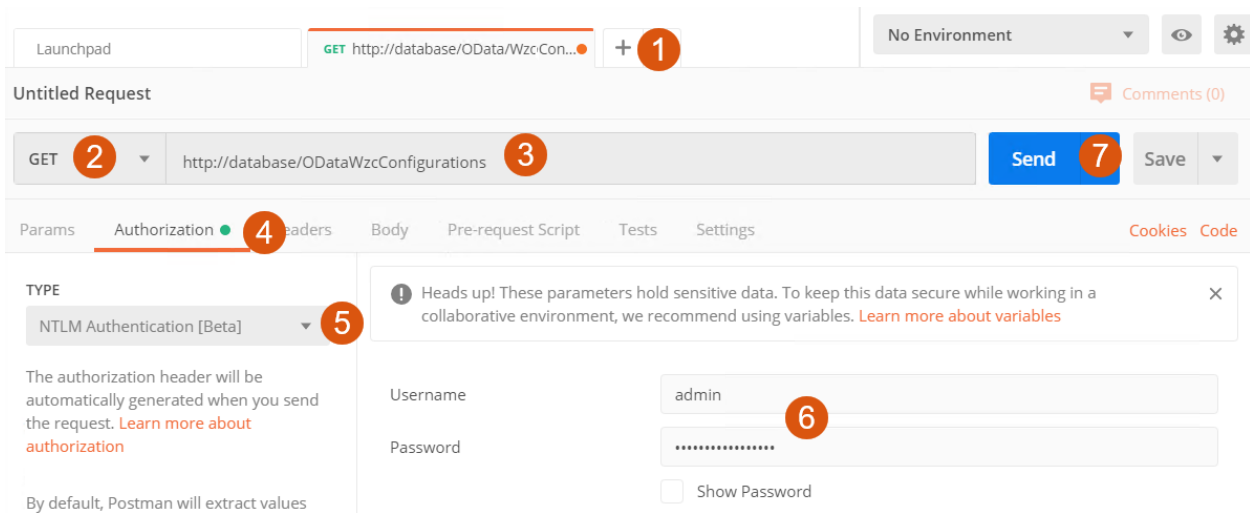 Launchpad
GET http://database/OData/WzcCon...
+ 1
No Environment
Untitled Request
Comments (0)
GET 2
http://database/ODataWzcConfigurations 3
Send 7
Save
Params
Authorization
4
eaders
Body
Pre-request Script
Tests
Settings
Cookies Code
TYPE
NTLM Authentication [Beta] 5
The authorization header will be
automatically generated when you send
the request. Learn more about
authorization
By default, Postman will extract values
Heads up! These parameters hold sensitive data. To keep this data secure while working in a
collaborative environment, we recommend using variables. Learn more about variables
Username
admin
6
Password
•••••••••••••••••
Show Password